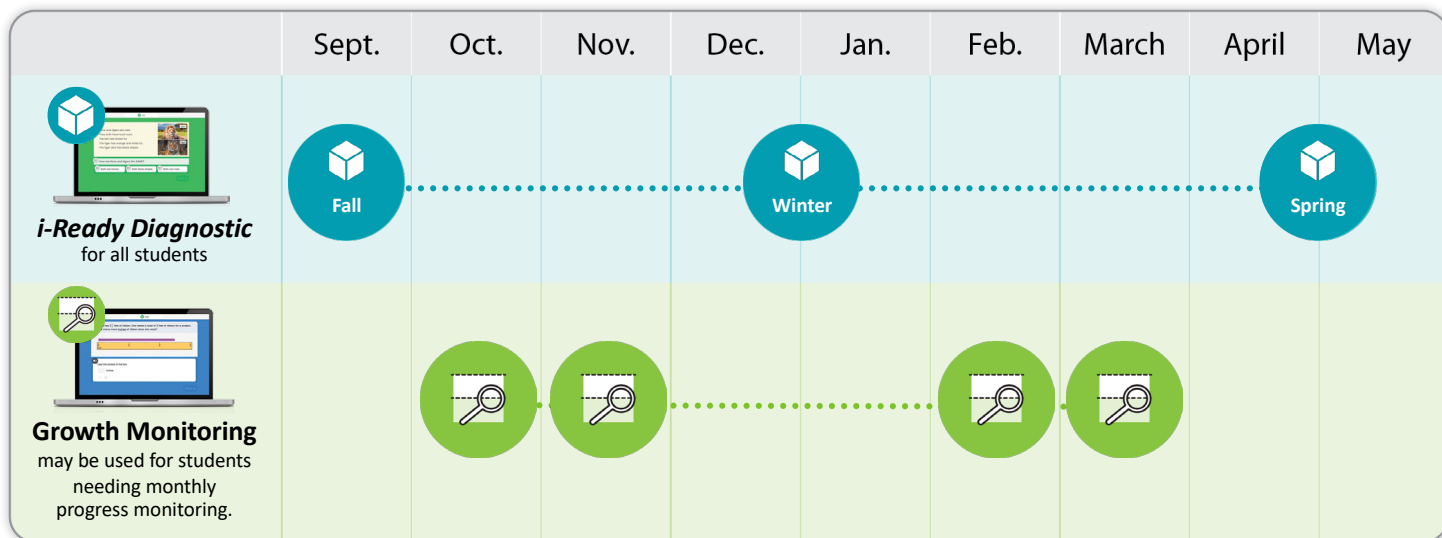 Sept. Oct. Nov. Dec. Jan. Feb. March April May
Fall
Winter
Spring
i-Ready Diagnostic
for all students
Growth Monitoring
may be used for students
needing monthly
progress monitoring.